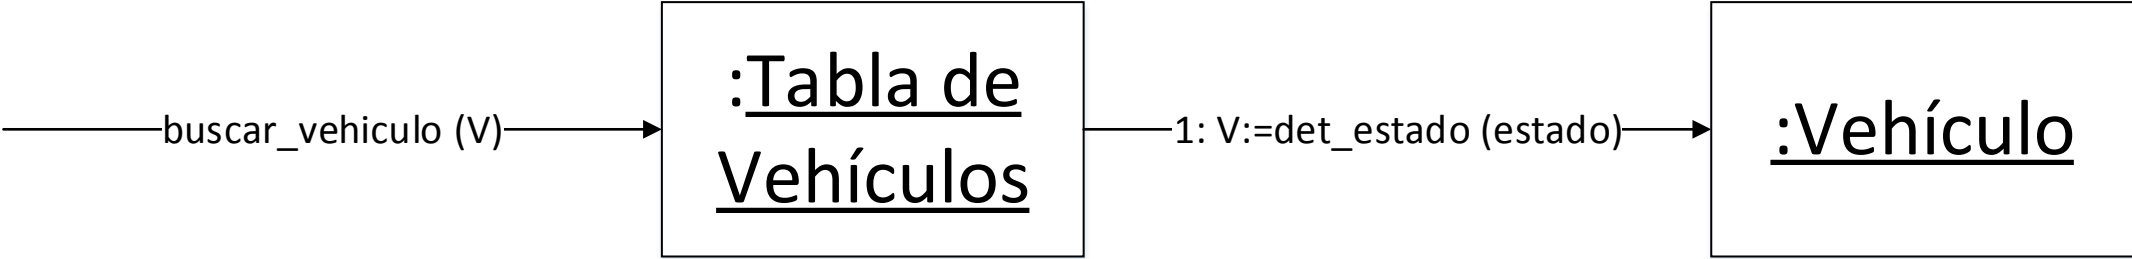 buscar_vehiculo (V)
:Tabla de
Vehículos
1: V:=det_estado (estado)
:Vehículo